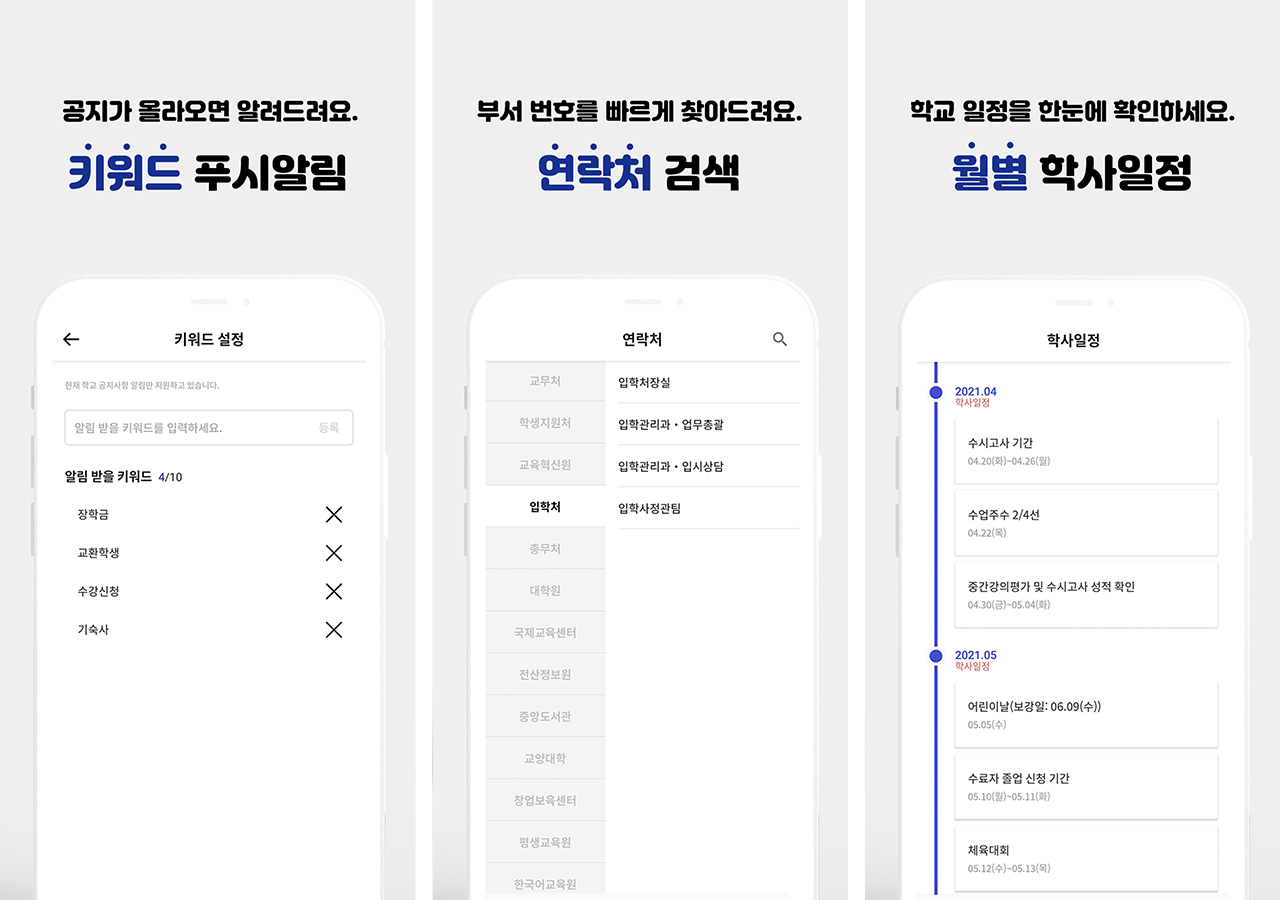 공지가 올라오면 알려드려요.
키워드 푸시알림
키워드 설정
현재 학교 공지사항 알림만 지원하고 있습니다.
알림 받을 키워드를 입력하세요. 등록
알림 받을 키워드 4/10
장학금
교환학생
수강신청
기숙사
부서 번호를 빠르게 찾아드려요.
연락처 검색
연락처
교무처
학생지원처
교육혁신원
입학처
총무처
대학원
국제교육센터
전산정보원
중앙도서관
교양대학
창업보육센터
평생교육원
한국어교육원
입학처장실
입학관리과・업무총괄
입학관리과・입시상담
입학사정관팀
학교 일정을 한눈에 확인하세요.
월별 학사일정
학사일정
2021.04
학사일정
수시고사 기간
04.20(화)~04.26(월)
수업주수 2/4선
04.22(목)
중간강의평가 및 수시고사 성적 확인
04.30(금)~05.04(화)
2021.05
학사일정
어린이날(보강일: 06.09(수))
05.05(수)
수료자 졸업 신청 기간
05.10(월)~05.11(화)
체육대회
05.12(수)~05.13(목)